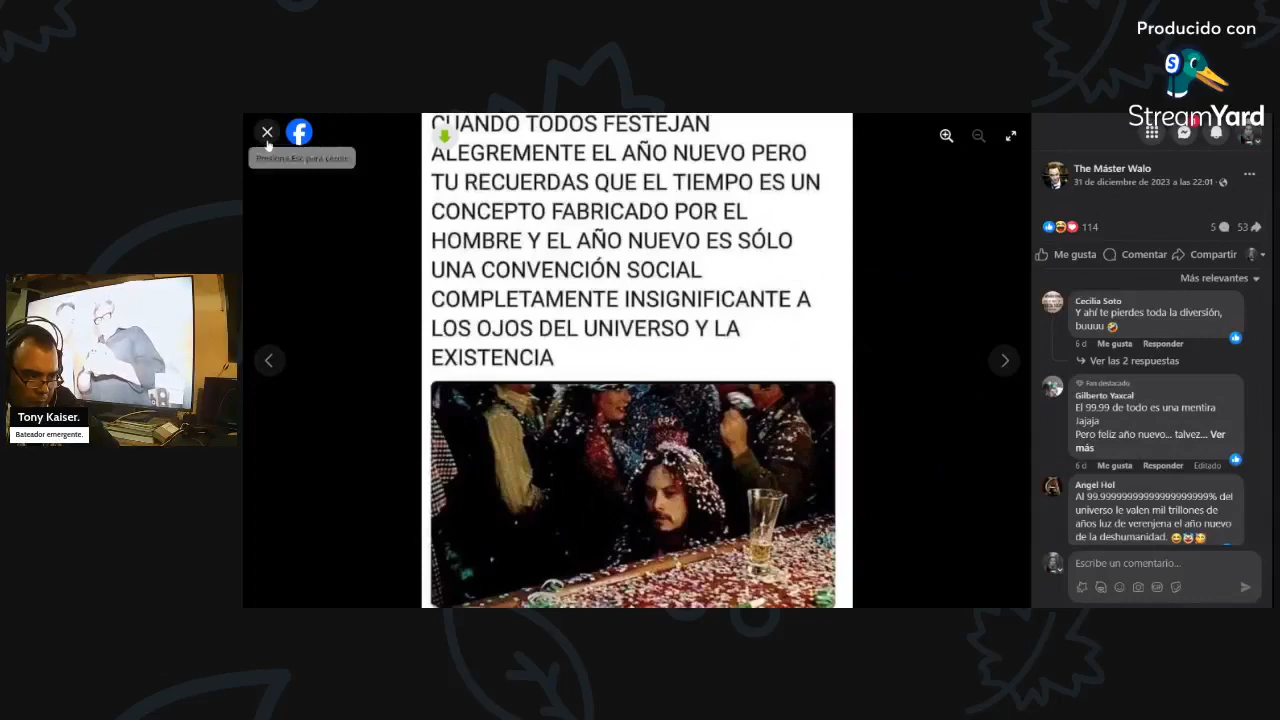 Producido con
StreamYard
CUANDO TODOS FESTEJAN
ALEGREMENTE EL AÑO NUEVO PERO
TU RECUERDAS QUE EL TIEMPO ES UN
CONCEPTO FABRICADO POR EL
HOMBRE Y EL AÑO NUEVO ES SÓLO
UNA CONVENCIÓN SOCIAL
COMPLETAMENTE INSIGNIFICANTE A
LOS OJOS DEL UNIVERSO Y LA
EXISTENCIA
Presiona Esc para cerrar
Tony Kaiser.
Bateador emergente.
The Máster Walo
31 de diciembre de 2023 a las 22:01
114
5
53
Me gusta Comentar Compartir
Más relevantes
Cecilia Soto
Y ahí te pierdes toda la diversión,
buuuu 🤣
6 d Me gusta Responder
Ver las 2 respuestas
Fan destacado
Gilberto Yaxcal
El 99.99 de todo es una mentira
Jajaja
Pero feliz año nuevo... talvez... Ver
más
6 d Me gusta Responder Editado
Angel Hol
universo le valen mil trillones de
años luz de verenjena el año nuevo
de la deshumanidad.
Escribe un comentario...